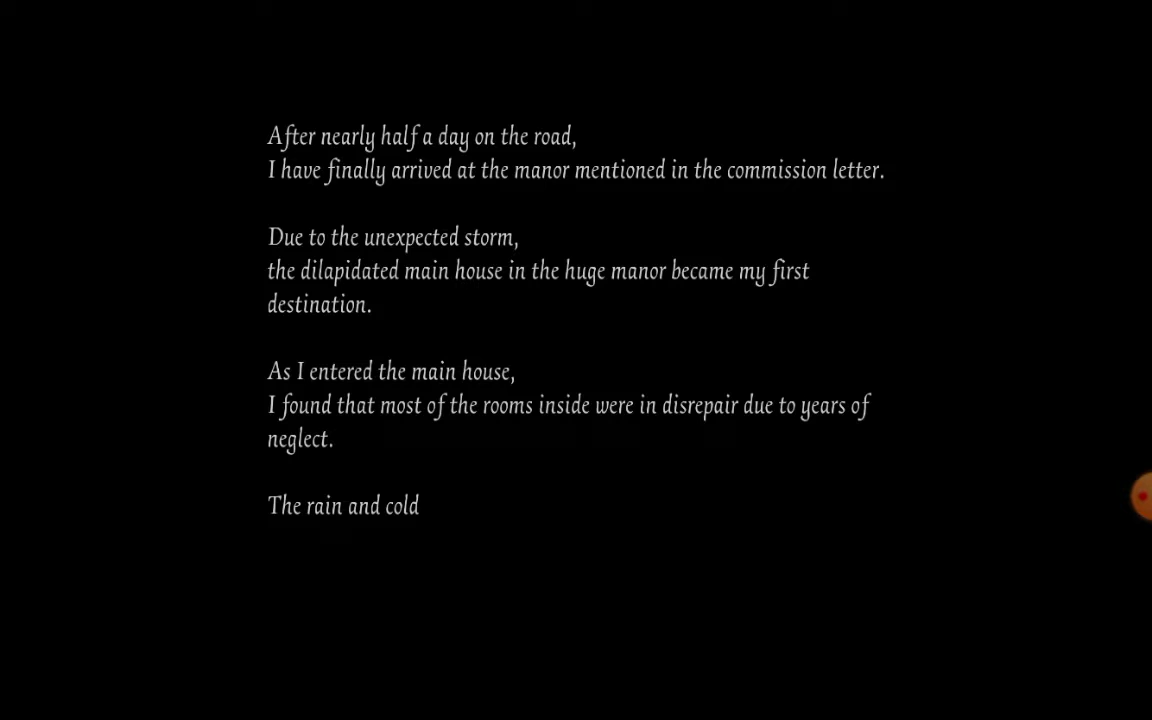 After nearly half a day on the road,
I have finally arrived at the manor mentioned in the commission letter.
Due to the unexpected storm,
the dilapidated main house in the huge manor became my first
destination.
As I entered the main house,
I found that most of the rooms inside were in disrepair due to years of
neglect.
The rain and cold